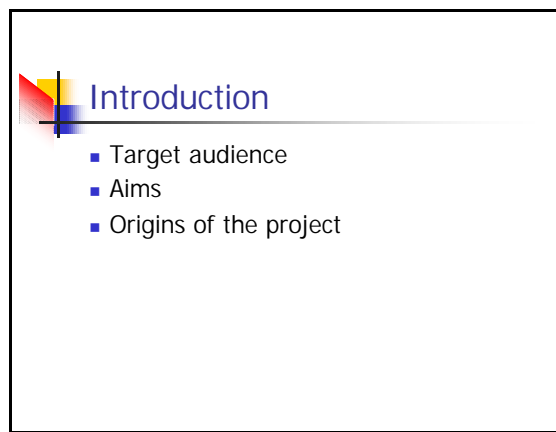 Introduction
Target audience
Aims
Origins of the project